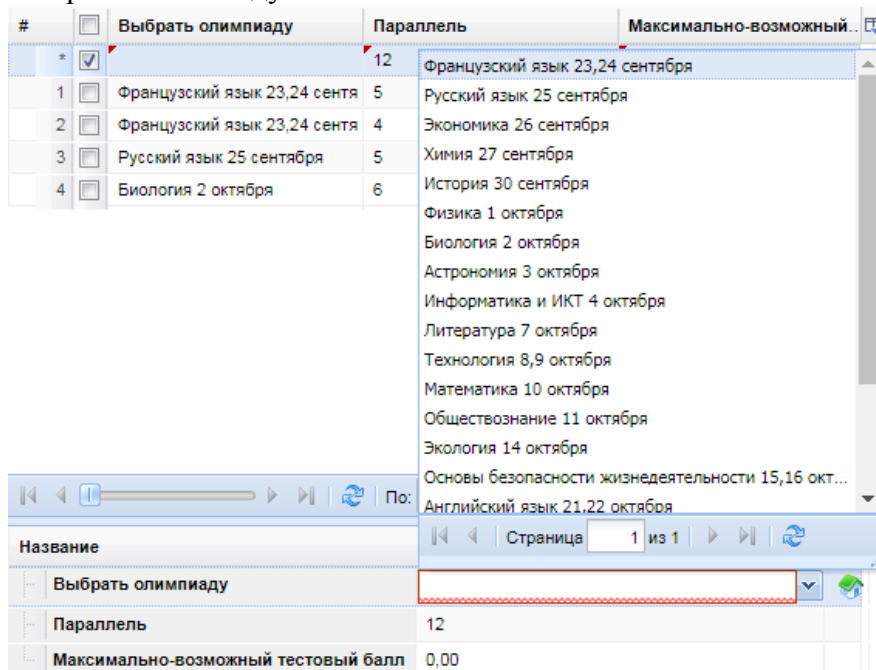 # Выбрать олимпиаду Параллель Максимально-возможный..
* 12
1 Французский язык 23,24 сентя 5
2 Французский язык 23,24 сентя 4
3 Русский язык 25 сентября 5
4 Биология 2 октября 6
Французский язык 23,24 сентября
Русский язык 25 сентября
Экономика 26 сентября
Химия 27 сентября
История 30 сентября
Физика 1 октября
Биология 2 октября
Астрономия 3 октября
Информатика и ИКТ 4 октября
Литература 7 октября
Технология 8,9 октября
Математика 10 октября
Обществознание 11 октября
Экология 14 октября
Основы безопасности жизнедеятельности 15,16 окт...
Английский язык 21,22 октября
По:
Страница 1 из 1
Название
Выбрать олимпиаду
Параллель 12
Максимально-возможный тестовый балл 0,00